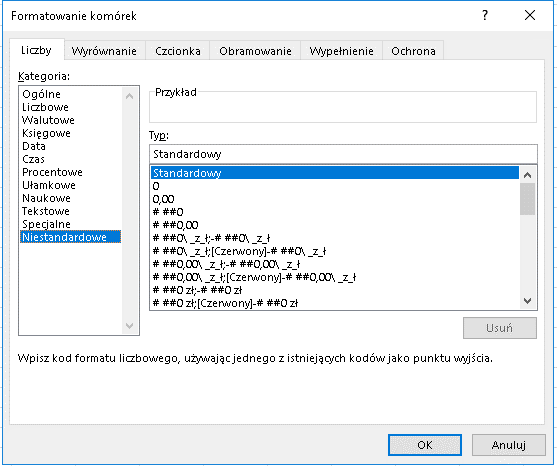 Formatowanie komórek
?
Liczby Wyrównanie Czcionka Obramowanie Wypełnienie Ochrona
Kategoria:
Ogólne
Liczbowe
Walutowe
Księgowe
Data
Czas
Procentowe
Ułamkowe
Naukowe
Tekstowe
Specjalne
Niestandardowe
Przykład
Typ:
Standardowy
Standardowy
0
0,00
# ##0
# ##0,00
# ##0\ _z_ł;-# ##0\ _z_ł
# ##0\ _z_ł;[Czerwony]-# ##0\ _z_ł
# ##0,00\ _z_ł;-# ##0,00\ _z_ł
# ##0,00\ _z_ł;[Czerwony]-# ##0,00\ _z_ł
# ##0 zł;-# ##0 zł
# ##0 zł;[Czerwony]-# ##0 zł
Usuń
Wpisz kod formatu liczbowego, używając jednego z istniejących kodów jako punktu wyjścia.
OK Anuluj